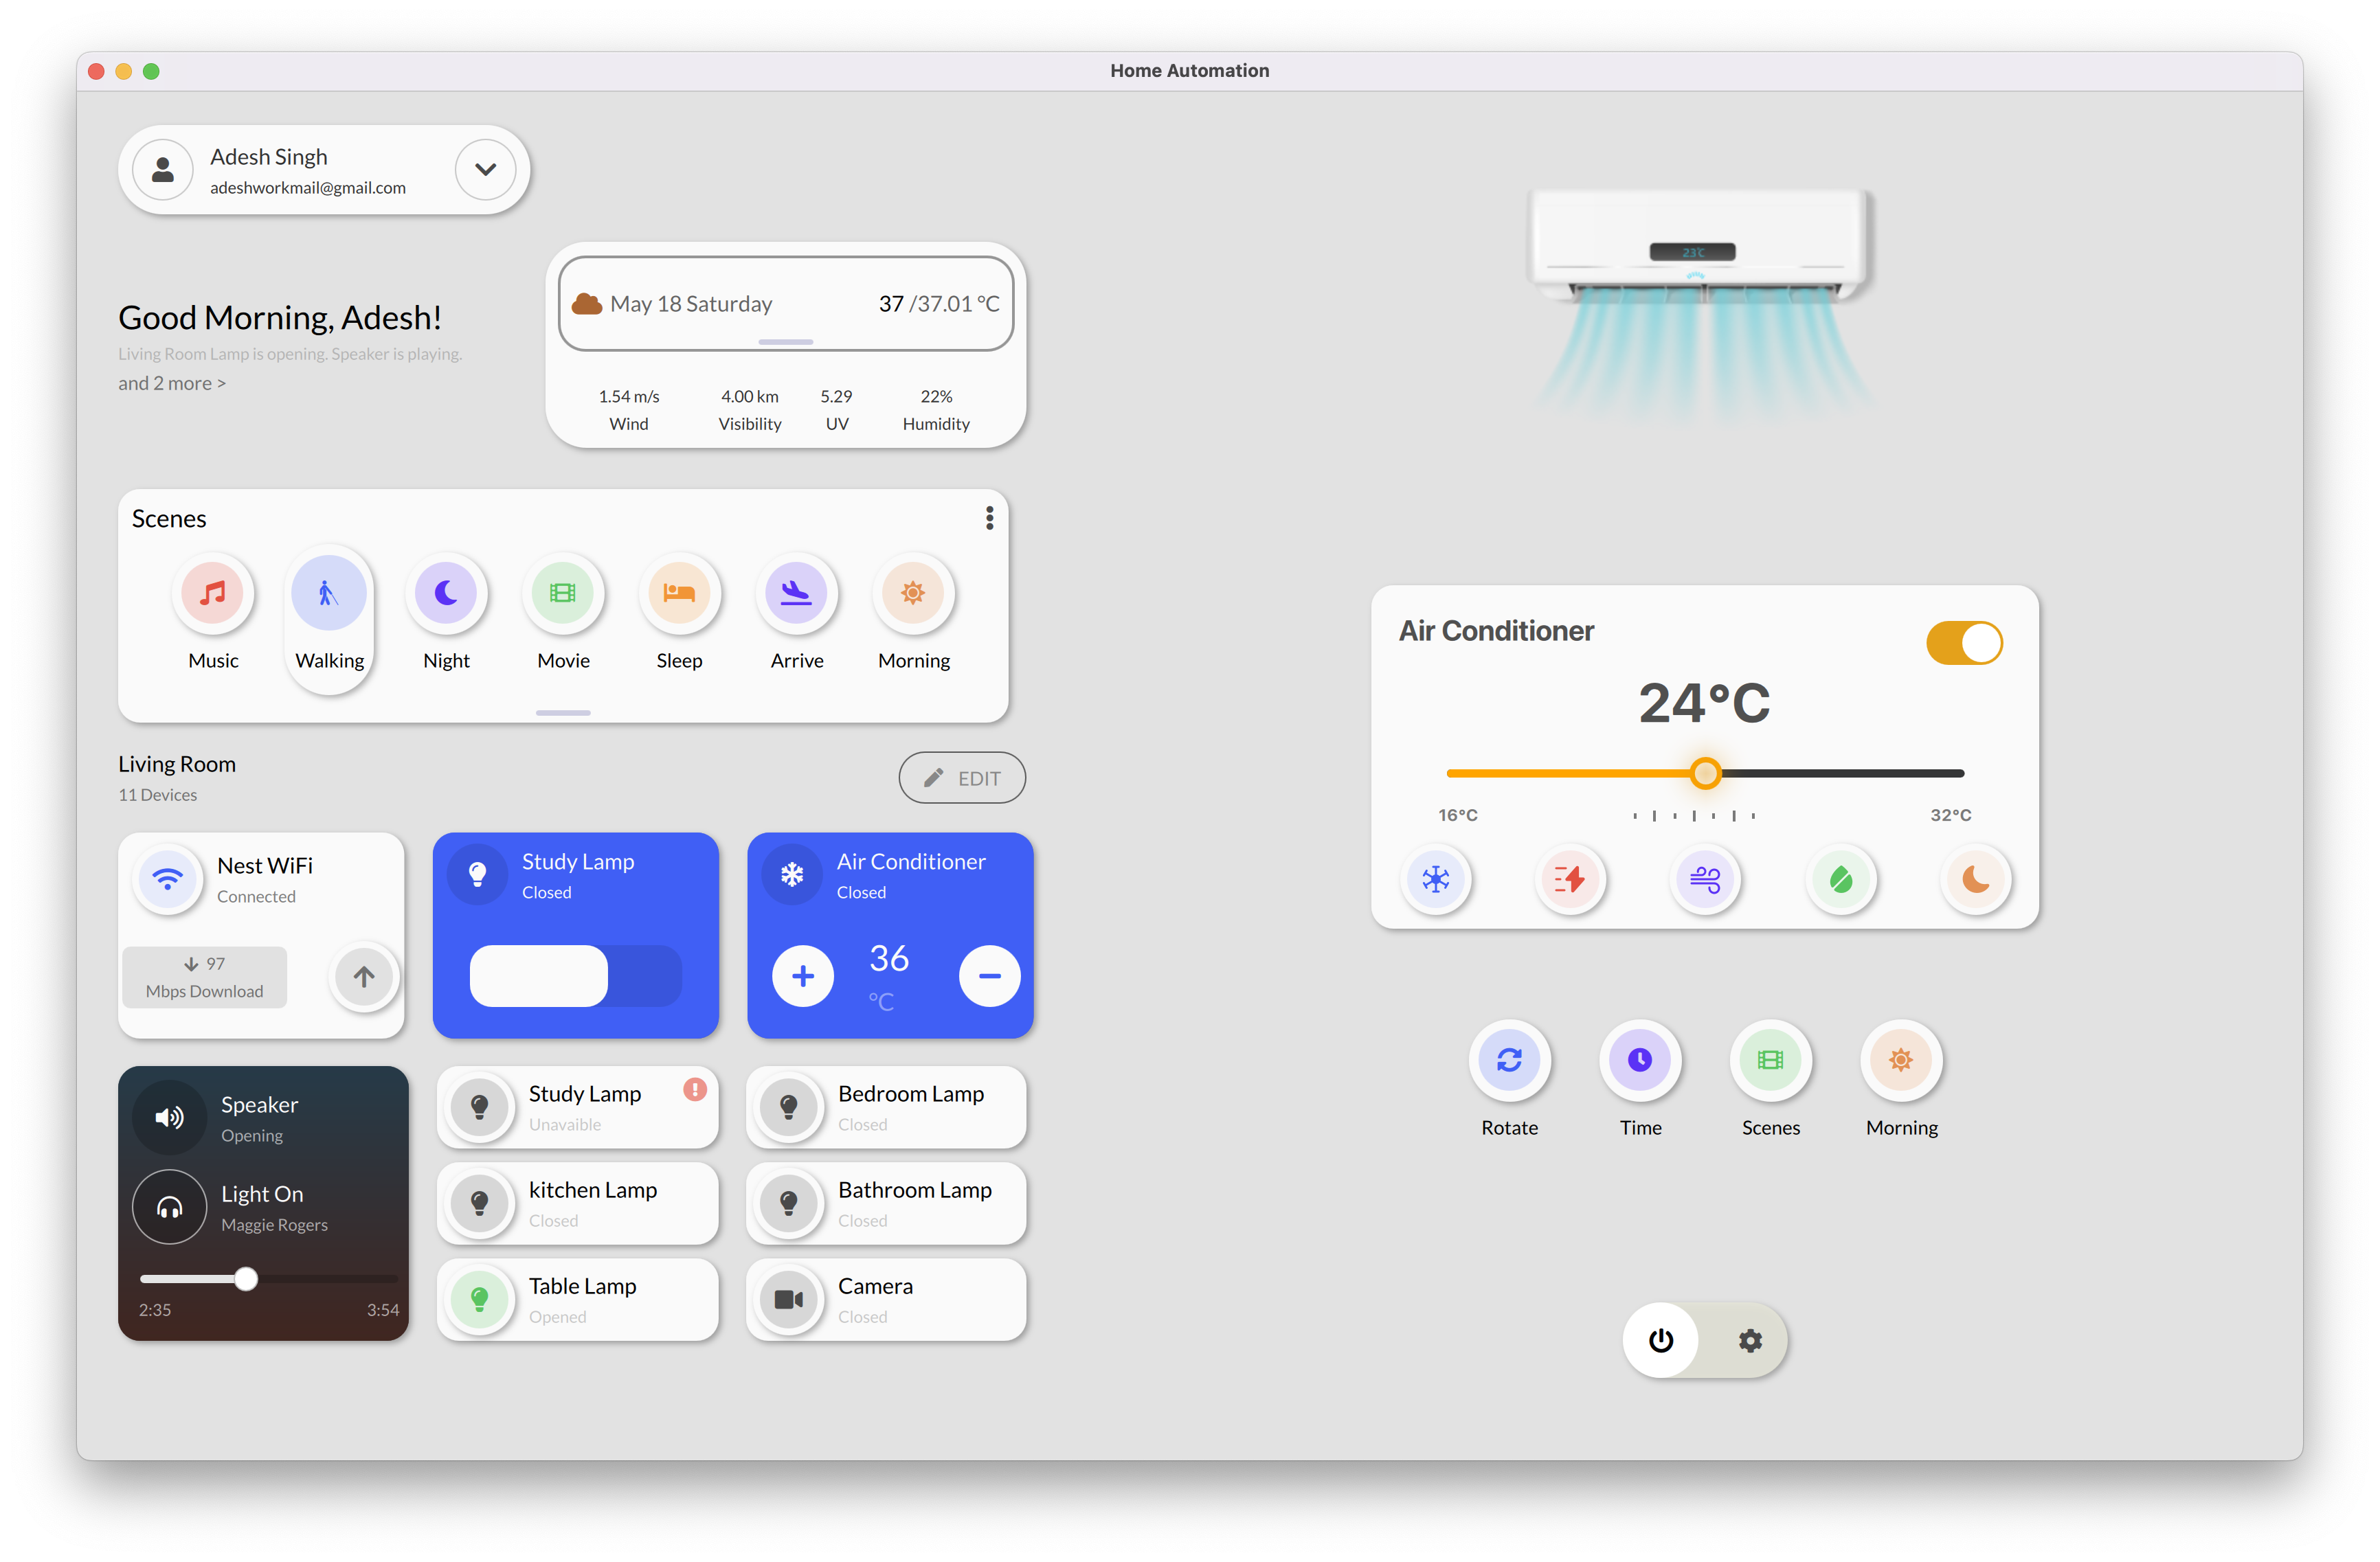 Home Automation
Adesh Singh
adeshworkmail@gmail.com
Good Morning, Adesh!
Living Room Lamp is opening. Speaker is playing.
and 2 more >
May 18 Saturday
37 /37.01 °C
1.54 m/s
4.00 km
5.29
22%
Wind
Visibility
UV
Humidity
Scenes
Music
Walking
Night
Movie
Sleep
Arrive
Morning
Living Room
11 Devices
EDIT
Nest WiFi
Connected
97
Mbps Download
Study Lamp
Closed
Air Conditioner
Closed
36
°C
Speaker
Opening
Light On
Maggie Rogers
2:35
3:54
Study Lamp
Unavaible
Bedroom Lamp
Closed
kitchen Lamp
Closed
Bathroom Lamp
Closed
Table Lamp
Opened
Camera
Closed
23°C
Air Conditioner
24°C
16°C
32°C
Rotate
Time
Scenes
Morning